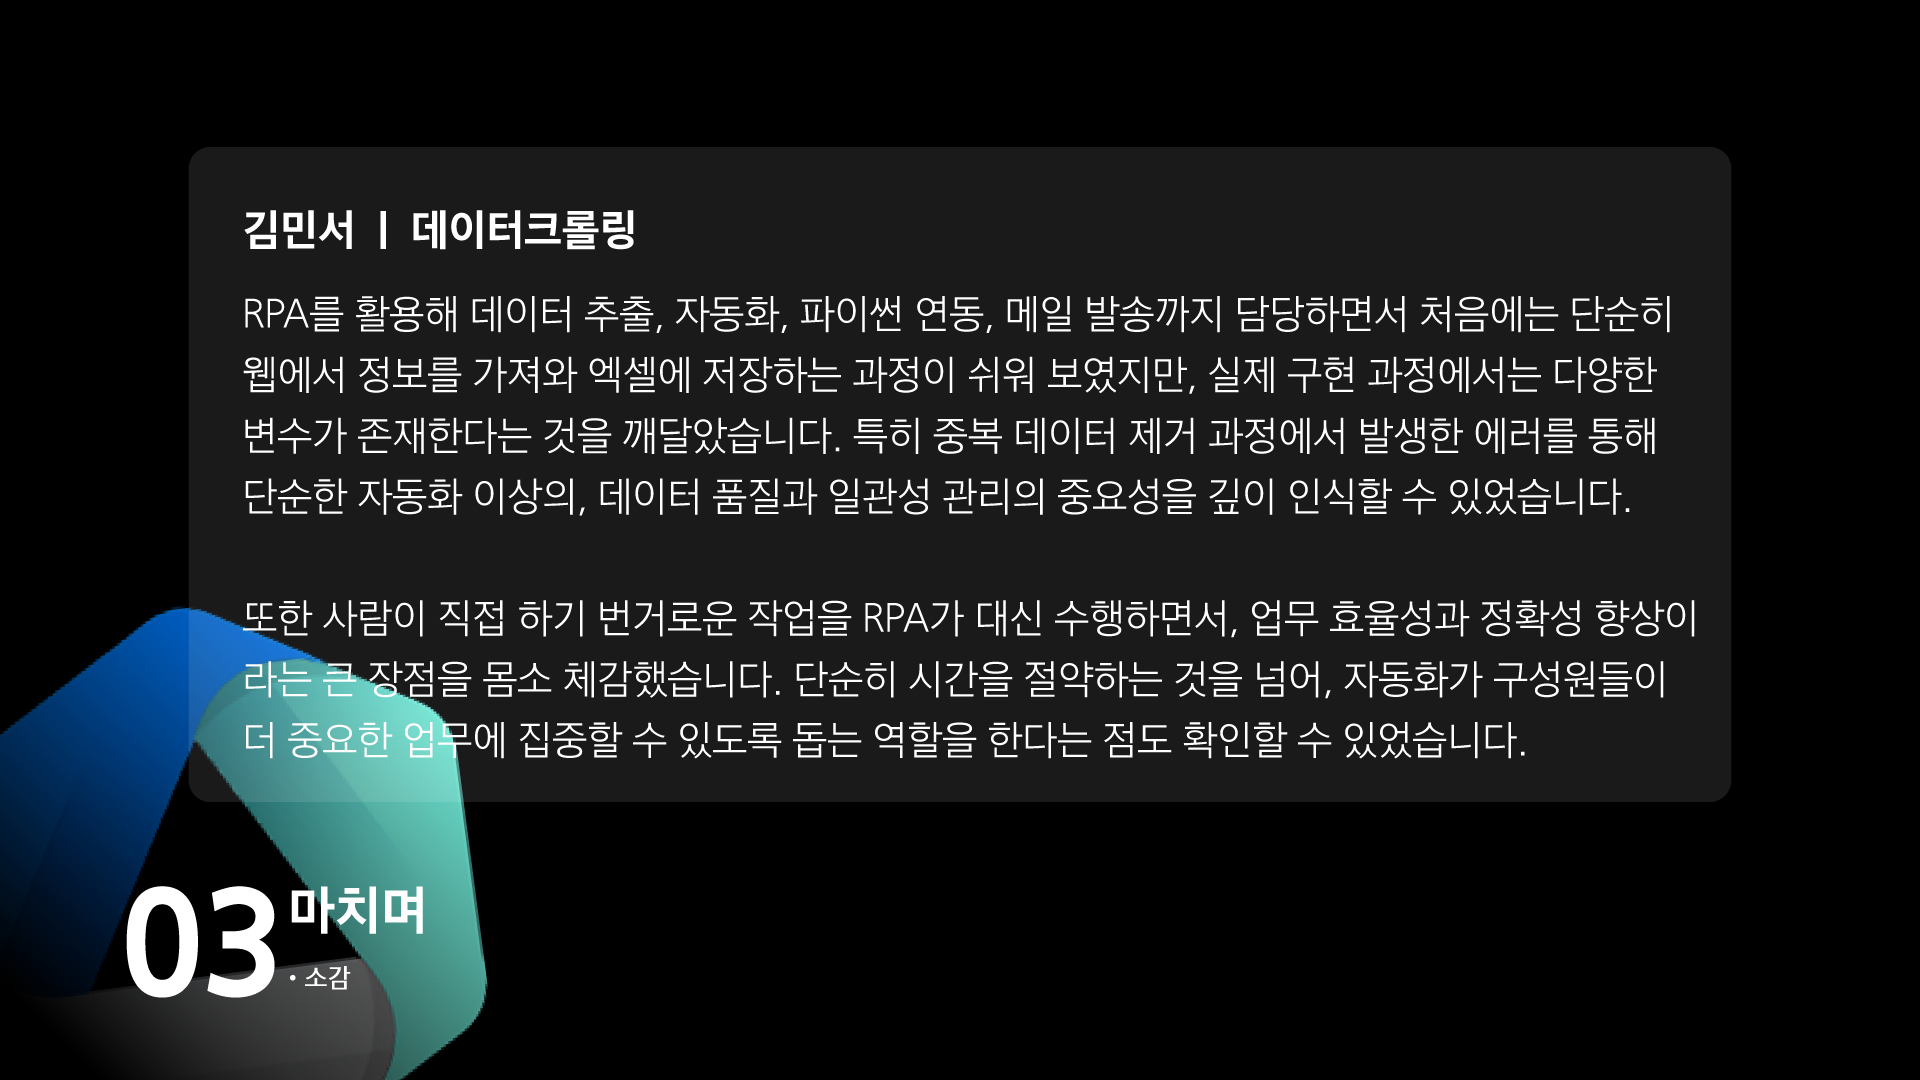 김민서 | 데이터크롤링
RPA를 활용해 데이터 추출, 자동화, 파이썬 연동, 메일 발송까지 담당하면서 처음에는 단순히
웹에서 정보를 가져와 엑셀에 저장하는 과정이 쉬워 보였지만, 실제 구현 과정에서는 다양한
변수가 존재한다는 것을 깨달았습니다. 특히 중복 데이터 제거 과정에서 발생한 에러를 통해
단순한 자동화 이상의, 데이터 품질과 일관성 관리의 중요성을 깊이 인식할 수 있었습니다.
또한 사람이 직접 하기 번거로운 작업을 RPA가 대신 수행하면서, 업무 효율성과 정확성 향상이
라는 큰 장점을 몸소 체감했습니다. 단순히 시간을 절약하는 것을 넘어, 자동화가 구성원들이
더 중요한 업무에 집중할 수 있도록 돕는 역할을 한다는 점도 확인할 수 있었습니다.
03 마치며
• 소감